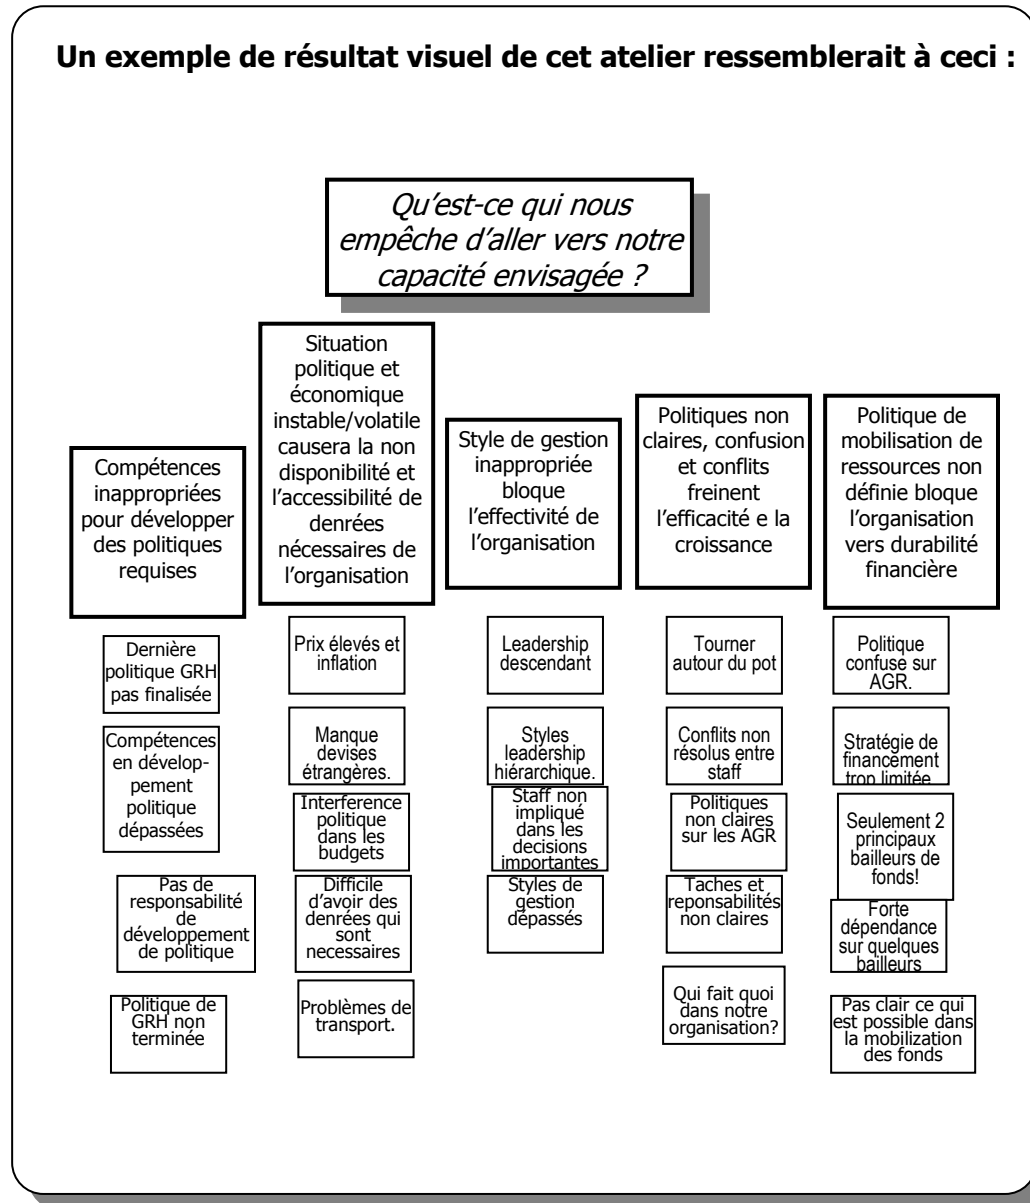 Un exemple de résultat visuel de cet atelier ressemblerait à ceci :
Qu'est-ce qui nous
empêche d'aller vers notre
capacité envisagée ?
Compétences
inappropriées
pour développer
des politiques
requises
Dernière
politique GRH
pas finalisée
Compétences
en dévelop-
pement
politique
dépassées
Pas de
responsabilité
de
développement
de politique
Politique de
GRH non
terminée
Situation
politique et
économique
instable/volatile
causera la non
disponibilité et
l'accessibilité de
denrées
nécessaires de
l'organisation
Prix élevés et
inflation
Manque
devises
étrangères.
Interference
politique
dans les
budgets
Difficile
d'avoir des
denrées qui
sont
necessaires
Problèmes de
transport.
Style de gestion
inappropriée
bloque
l'effectivité de
l'organisation
Leadership
descendant
Styles
leadership
hiérarchique.
Staff non
impliqué
dans les
decisions
importantes
Styles de
gestion
dépassés
Politiques non
claires, confusion
et conflits
freinent
l'efficacité e la
croissance
Tourner
autour du pot
Conflits non
résolus entre
staff
Politiques
non claires
sur les AGR
Taches et
reponsabilités
non claires
Qui fait quoi
dans notre
organisation?
Politique de
mobilisation de
ressources non
définie bloque
l'organisation
vers durabilité
financière
Politique
confuse sur
AGR.
Stratégie de
financement
trop limitée
Seulement 2
principaux
bailleurs de
fonds!
Forte
dépendance
sur quelques
bailleurs
Pas clair ce qui
est possible dans
la mobilization
des fonds